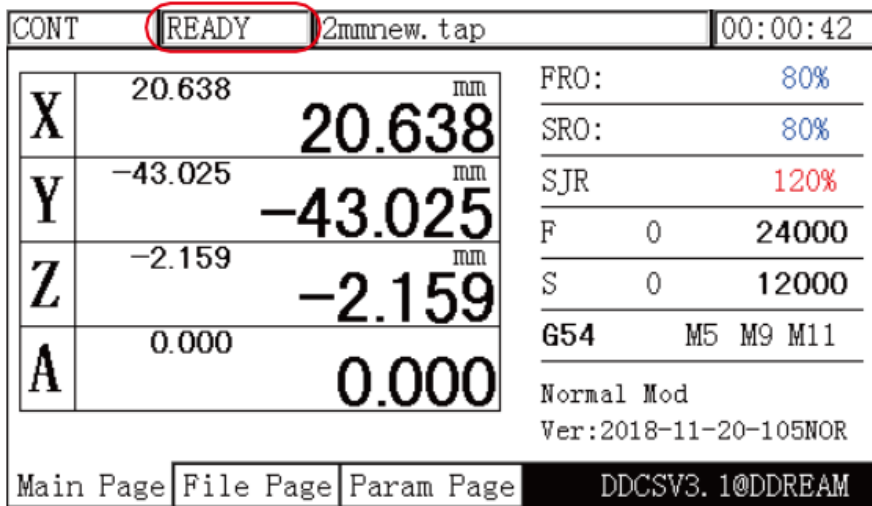 CONT READY 2mmnew.tap 00:00:42
X 20.638 mm 20.638
Y -43.025 mm -43.025
Z -2.159 mm -2.159
A 0.000 0.000
FRO: 80%
SRO: 80%
SJR 120%
F 0 24000
S 0 12000
G54 M5 M9 M11
Normal Mod
Ver:2018-11-20-105NOR
Main Page File Page Param Page DDCSV3.1@DDREAM